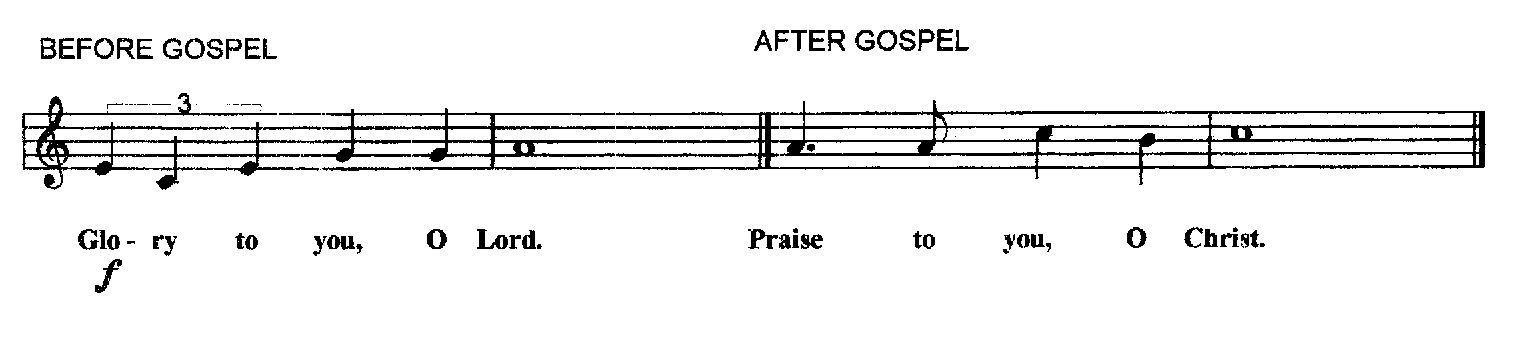 BEFORE GOSPEL
AFTER GOSPEL
3
Glo - ry to you, O Lord. Praise to you, O Christ.
f